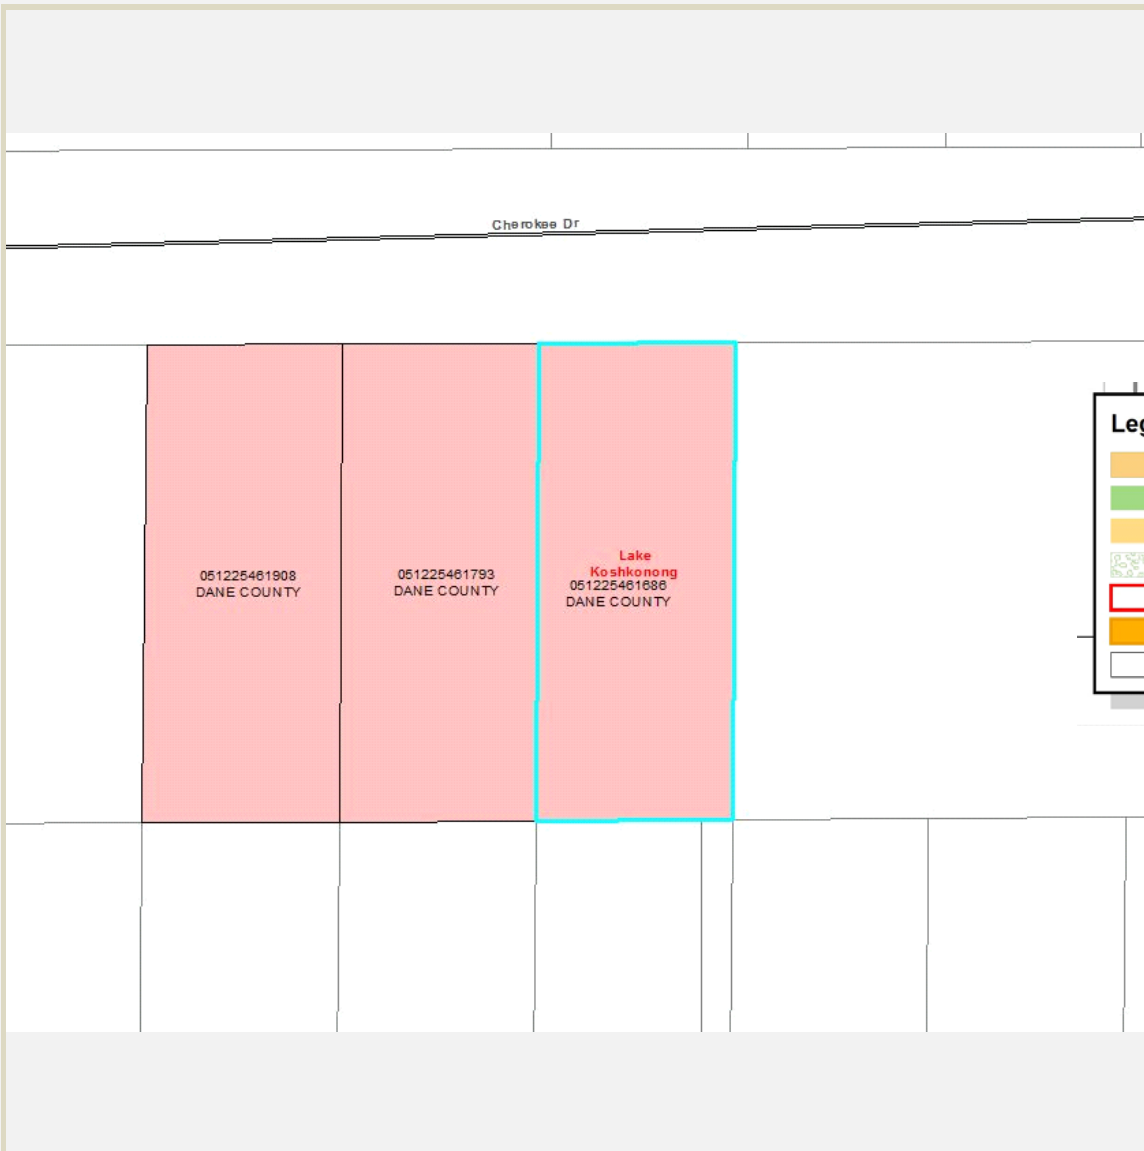 Cherokee Dr
051225461908
DANE COUNTY
051225461793
DANE COUNTY
Lake
Koshkonong
051225461686
DANE COUNTY
Leg